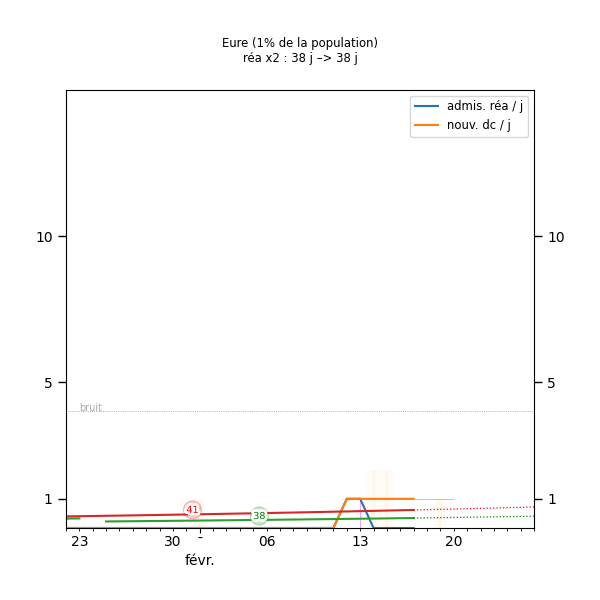 Eure (1% de la population)
réa x2 : 38 j –> 38 j
admis. réa / j
nouv. dc / j
10 10
5 5
bruit
1 1
41
38
23 30 - 06 13 20
févr.